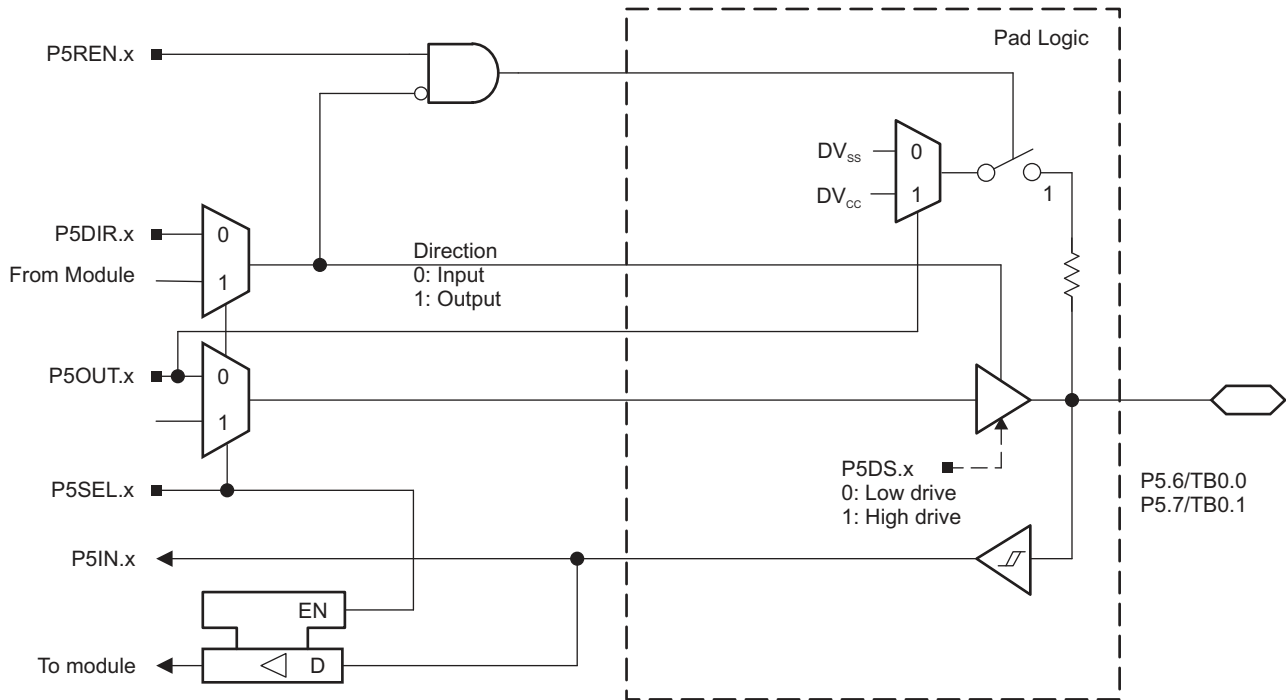 Pad Logic
P5REN.x
DVSS
0
DVCC
1
1
P5DIR.x
0
From Module
1
Direction
0: Input
1: Output
P5OUT.x
0
1
P5SEL.x
P5DS.x
0: Low drive
1: High drive
P5.6/TB0.0
P5.7/TB0.1
P5IN.x
EN
To module
D